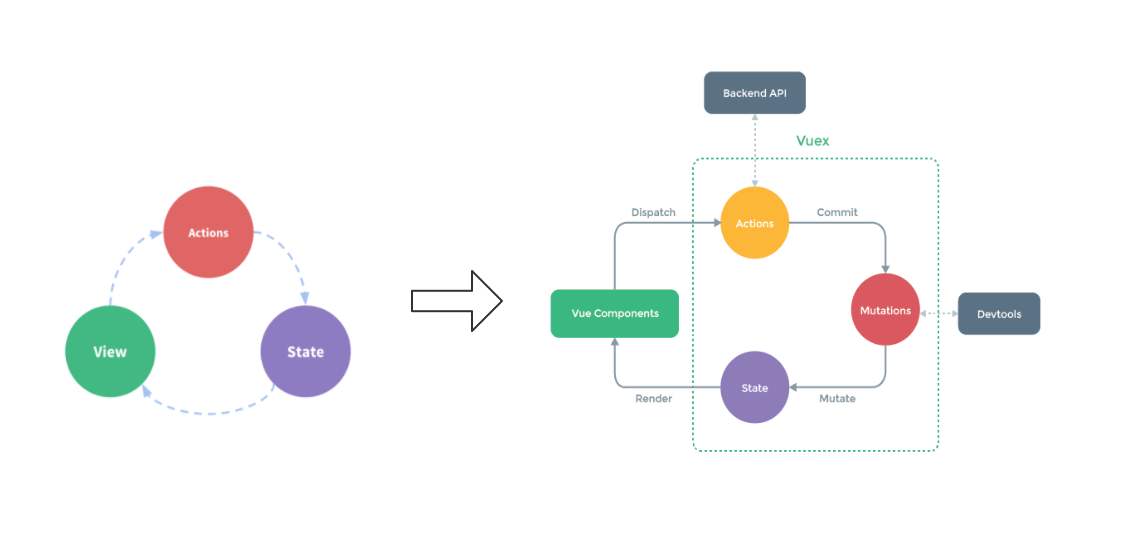 Actions
View
State
Backend API
Vuex
Dispatch
Actions
Commit
Vue Components
Mutations
Devtools
State
Render
Mutate